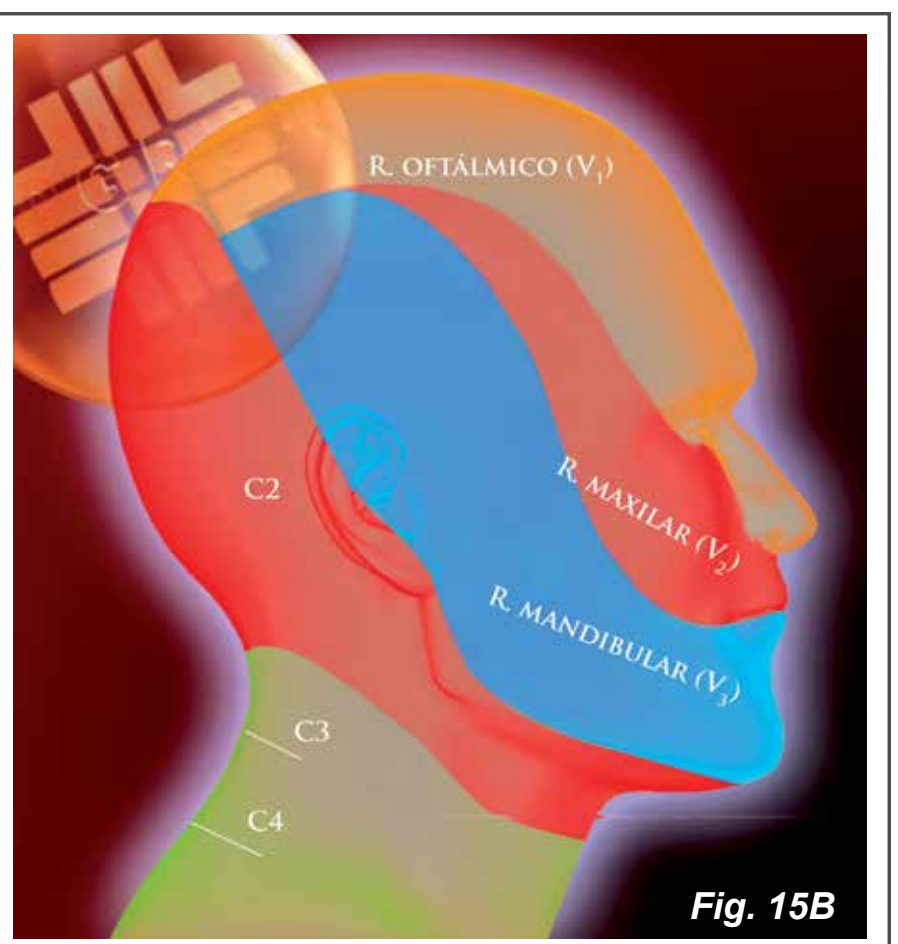 R. OFTÁLMICO (V1)
C2
R. MAXILAR (V2)
R. MANDIBULAR (V3)
C3
C4
Fig. 15B